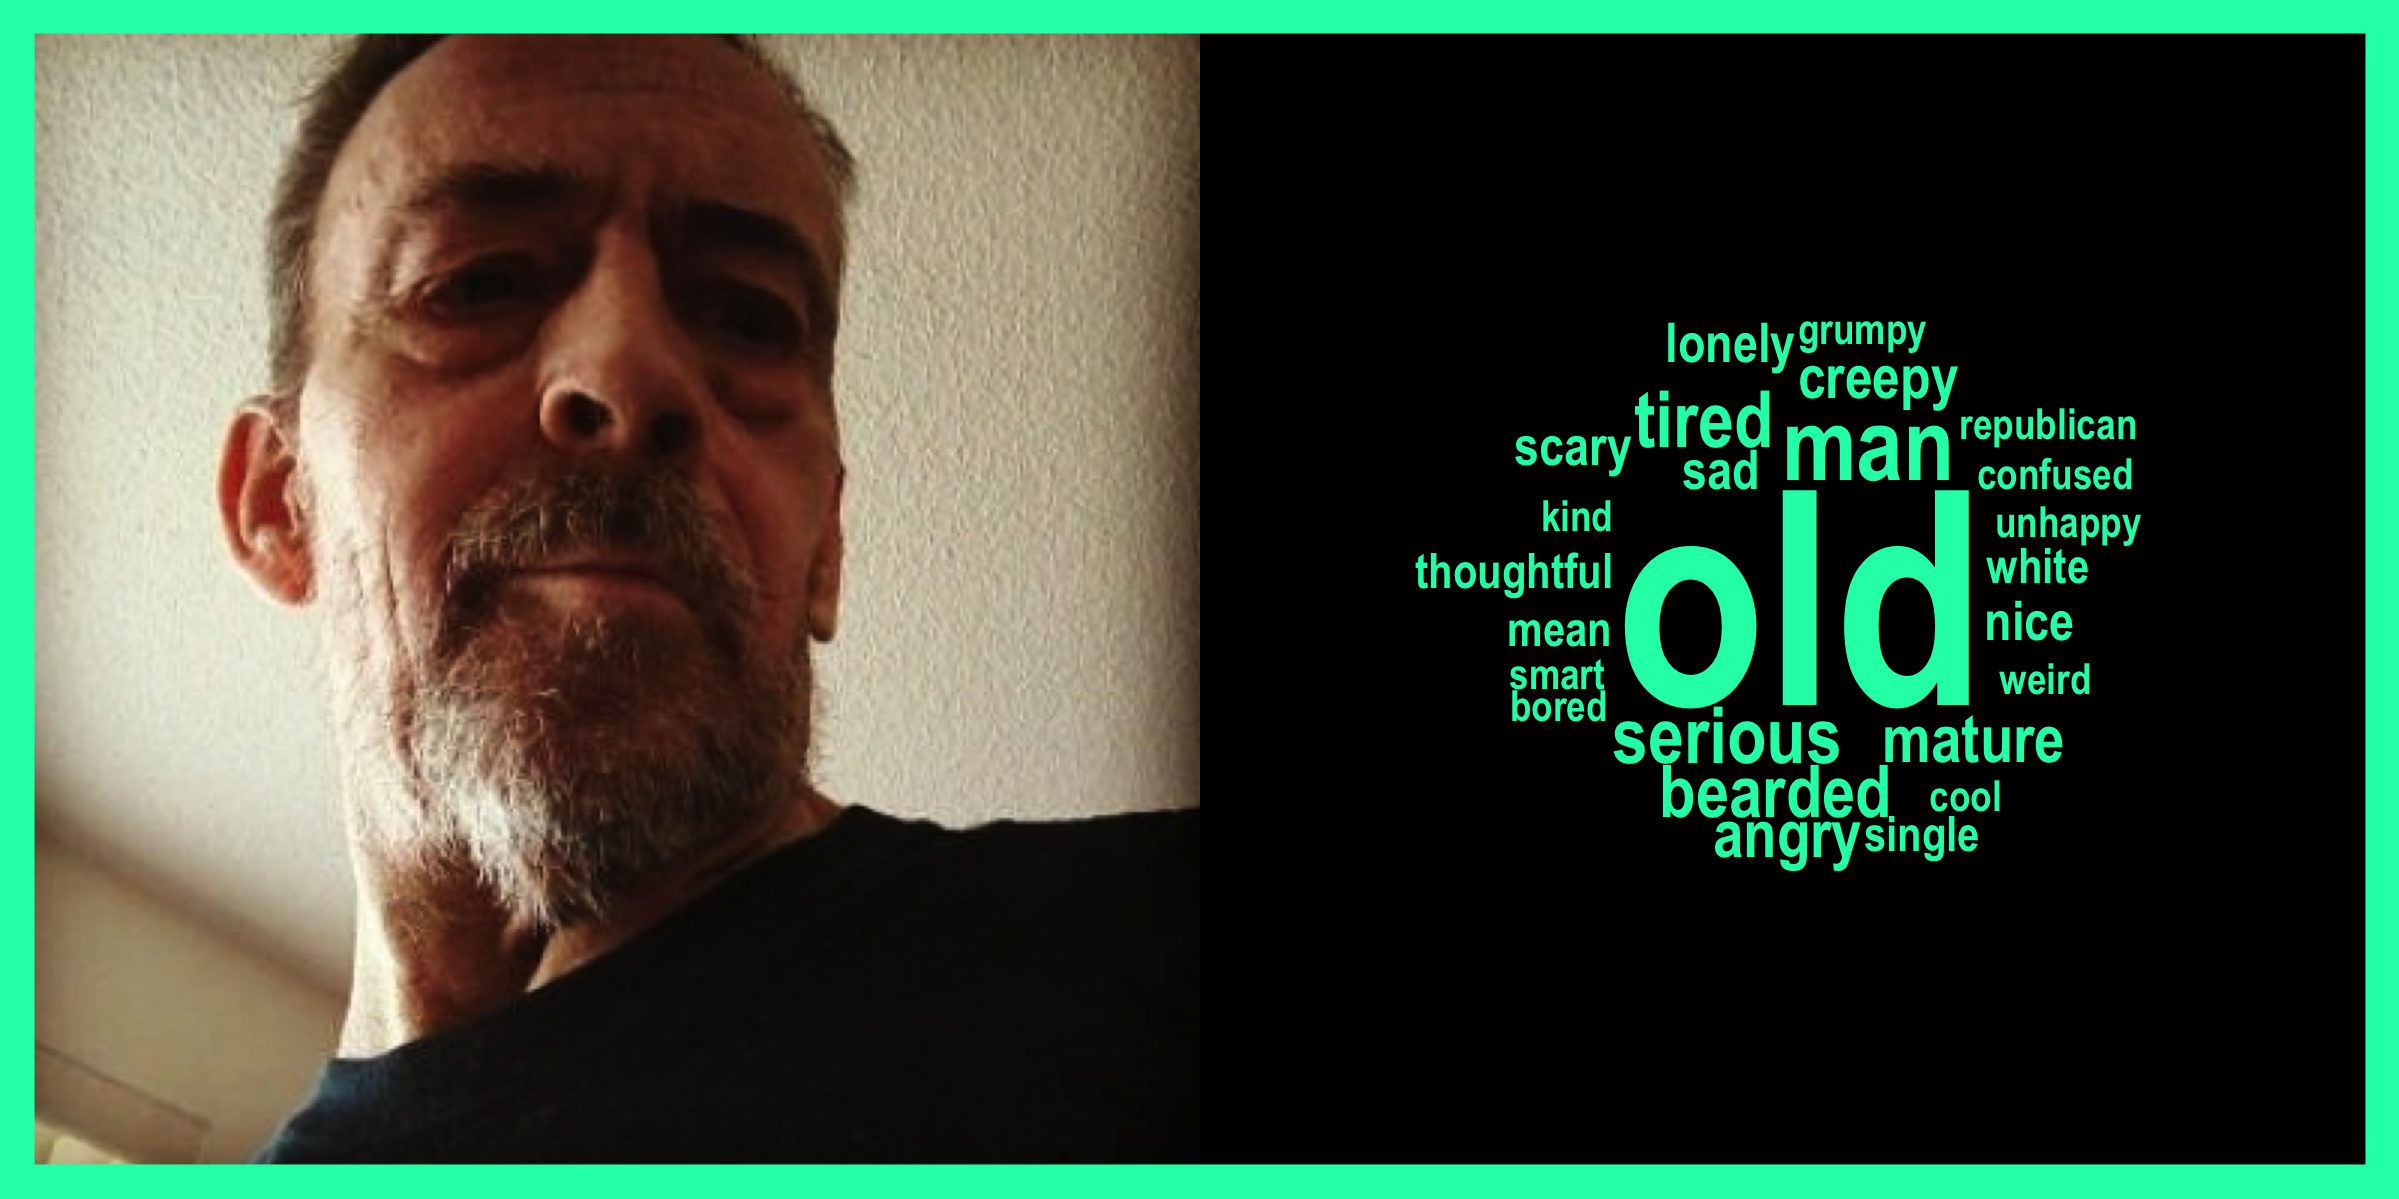 lonely grumpy
creepy
tired
man republican
scary
sad confused
kind unhappy
old
thoughtful white
mean nice
smart weird
bored
serious mature
bearded cool
angry single